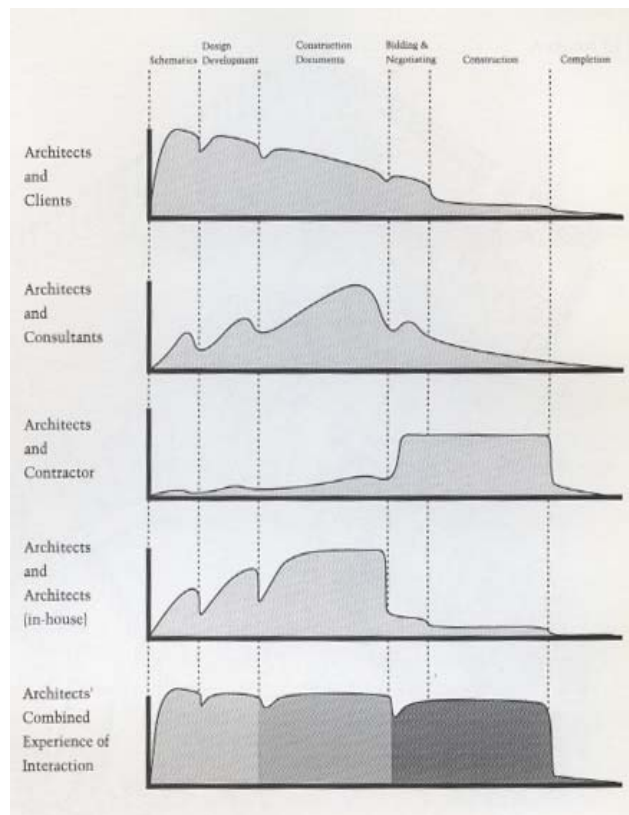 Schematics
Design
Development
Construction
Documents
Bidding &
Negotiating
Construction
Completion
Architects
and
Clients
Architects
and
Consultants
Architects
and
Contractor
Architects
and
Architects
(in-house)
Architects'
Combined
Experience of
Interaction